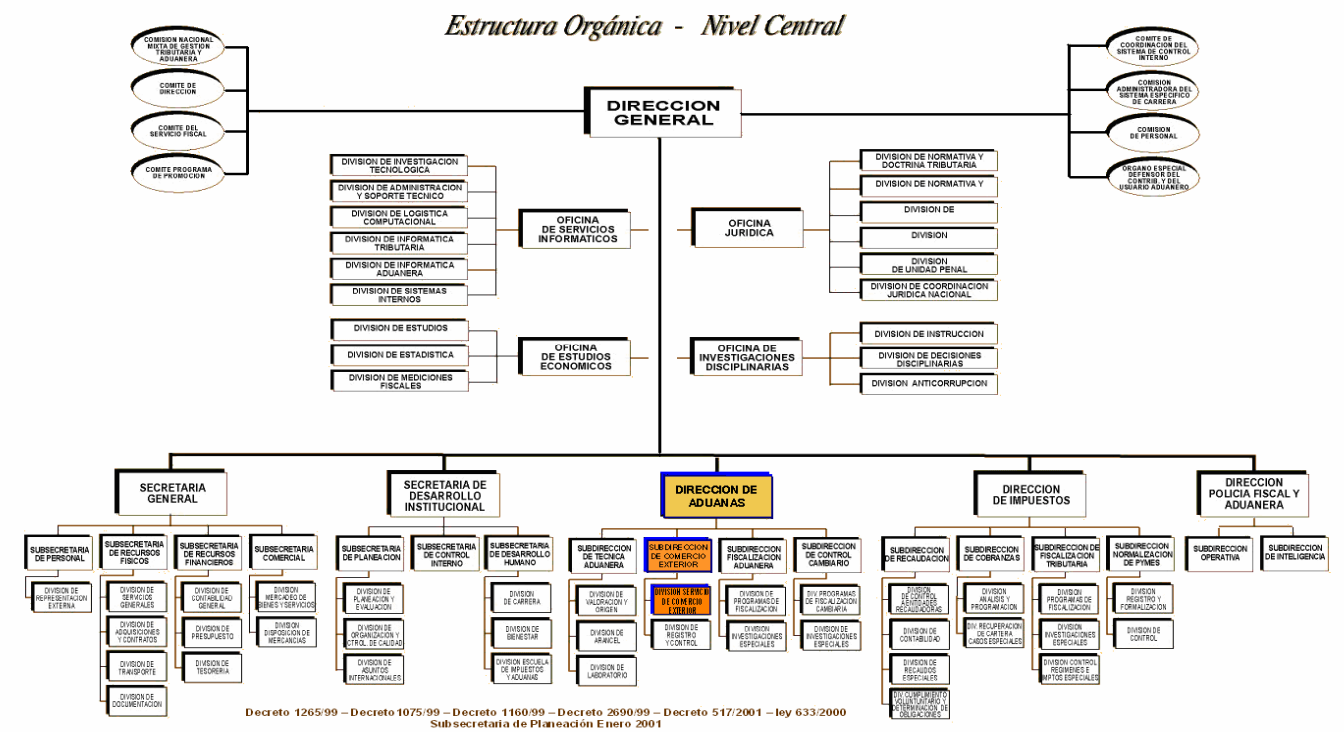 Estructura Orgánica - Nivel Central
COMISION NACIONAL
MIXTA DE GESTION
TRIBUTARIA Y
ADUANERA
COMITE DE
DIRECCION
COMITE DEL
SERVICIO FISCAL
COMITE PROGRAMA
DE PROMOCION
DIRECCION
GENERAL
COMITE DE
COORDINACION DEL
SISTEMA DE CONTROL
INTERNO
COMISION
ADMINISTRADORA DEL
SISTEMA ESPECIFICO
DE CARRERA
COMISION
DE PERSONAL
ORGANO ESPECIAL
DEFENSOR DEL
CONTRIB. Y DEL
USUARIO ADUANERO
DIVISION DE INVESTIGACION
TECNOLOGICA
DIVISION DE ADMINISTRACION
Y SOPORTE TECNICO
DIVISION DE LOGISTICA
COMPUTACIONAL
DIVISION DE INFORMATICA
TRIBUTARIA
DIVISION DE INFORMATICA
ADUANERA
DIVISION DE SISTEMAS
INTERNOS
OFICINA
DE SERVICIOS
INFORMATICOS
OFICINA
JURIDICA
DIVISION DE NORMATIVA Y
DOCTRINA TRIBUTARIA
DIVISION DE NORMATIVA Y
DIVISION DE
DIVISION
DIVISION
DE UNIDAD PENAL
DIVISION DE COORDINACION
JURIDICA NACIONAL
DIVISION DE ESTUDIOS
DIVISION DE ESTADISTICA
DIVISION DE MEDICIONES
FISCALES
OFICINA
DE ESTUDIOS
ECONOMICOS
OFICINA DE
INVESTIGACIONES
DISCIPLINARIAS
DIVISION DE INSTRUCCION
DIVISION DE DECISIONES
DISCIPLINARIAS
DIVISION ANTICORRUPCION
SECRETARIA
GENERAL
SUBSECRETARIA
DE PERSONAL
DIVISION DE
REPRESENTACION
EXTERNA
SUBSECRETARIA
DE RECURSOS
FISICOS
DIVISION DE
SERVICIOS
GENERALES
DIVISION DE
ADQUISICIONES
Y CONTRATOS
DIVISION DE
TRANSPORTE
DIVISION DE
DOCUMENTACION
SUBSECRETARIA
DE RECURSOS
FINANCIEROS
DIVISION DE
CONTABILIDAD
GENERAL
DIVISION DE
PRESUPUESTO
DIVISION DE
TESORERIA
SUBSECRETARIA
COMERCIAL
DIVISION
MERCADEO DE
BIENES Y SERVICIOS
DIVISION
DISPOSICION DE
MERCANCIAS
SECRETARIA DE
DESARROLLO
INSTITUCIONAL
SUBSECRETARIA
DE PLANEACION
DIVISION DE
PLANEACION Y
EVALUACION
DIVISION DE
ORGANIZACION Y
CTROL. DE CALIDAD
DIVISION DE
ASUNTOS
INTERNACIONALES
SUBSECRETARIA
DE CONTROL
INTERNO
SUBSECRETARIA
DE DESARROLLO
HUMANO
DIVISION
DE CARRERA
DIVISION DE
BIENESTAR
DIVISION ESCUELA
DE IMPUESTOS
Y ADUANAS
DIRECCION DE
ADUANAS
SUBDIRECCION
DE TECNICA
ADUANERA
DIVISION DE
VALORACION Y
ORIGEN
DIVISION DE
ARANCEL
DIVISION DE
LABORATORIO
SUBDIRECCION
DE COMERCIO
EXTERIOR
DIVISION SERVICIO
DE COMERCIO
EXTERIOR
DIVISION DE
REGISTRO
Y CONTROL
SUBDIRECCION
FISCALIZACION
ADUANERA
DIVISION DE
PROGRAMAS DE
FISCALIZACION
DIVISION
INVESTIGACIONES
ESPECIALES
SUBDIRECCION
DE CONTROL
CAMBIARIO
DIV. PROGRAMAS
DE FISCALIZACION
CAMBIARIA
DIVISION DE
INVESTIGACIONES
ESPECIALES
DIRECCION
DE IMPUESTOS
SUBDIRECCION
DE RECAUDACION
DIVISION
DE CONTROL
A ENTIDADES
RECAUDADORAS
DIVISION DE
CONTABILIDAD
DIVISION DE
RECAUDOS
ESPECIALES
DIV. CUMPLIMIENTO
VOLUNTUNTARIO Y
DETERMINACION DE
OBLIGACIONES
SUBDIRECCION
DE COBRANZAS
DIVISION
ANALISIS Y
PROGRAMACION
DIV. RECUPERACION
DE CARTERA
CASOS ESPECIALES
SUBDIRECCION DE
FISCALIZACION
TRIBUTARIA
DIVISION
PROGRAMAS DE
FISCALIZACION
DIVISION
INVESTIGACIONES
ESPECIALES
DIVISION CONTROL
REGIMENES E
IMPTOS ESPECIALES
SUBDIRECCION
NORMALIZACION
DE PYMES
DIVISION
REGISTRO Y
FORMALIZACION
DIVISION DE
CONTROL
DIRECCION
POLICIA FISCAL Y
ADUANERA
SUBDIRECCION
OPERATIVA
SUBDIRECCION
DE INTELIGENCIA
Decreto 1265/99 – Decreto 1075/99 – Decreto 1160/99 – Decreto 2690/99 – Decreto 517/2001 – ley 633/2000
Subsecretaria de Planeación Enero 2001